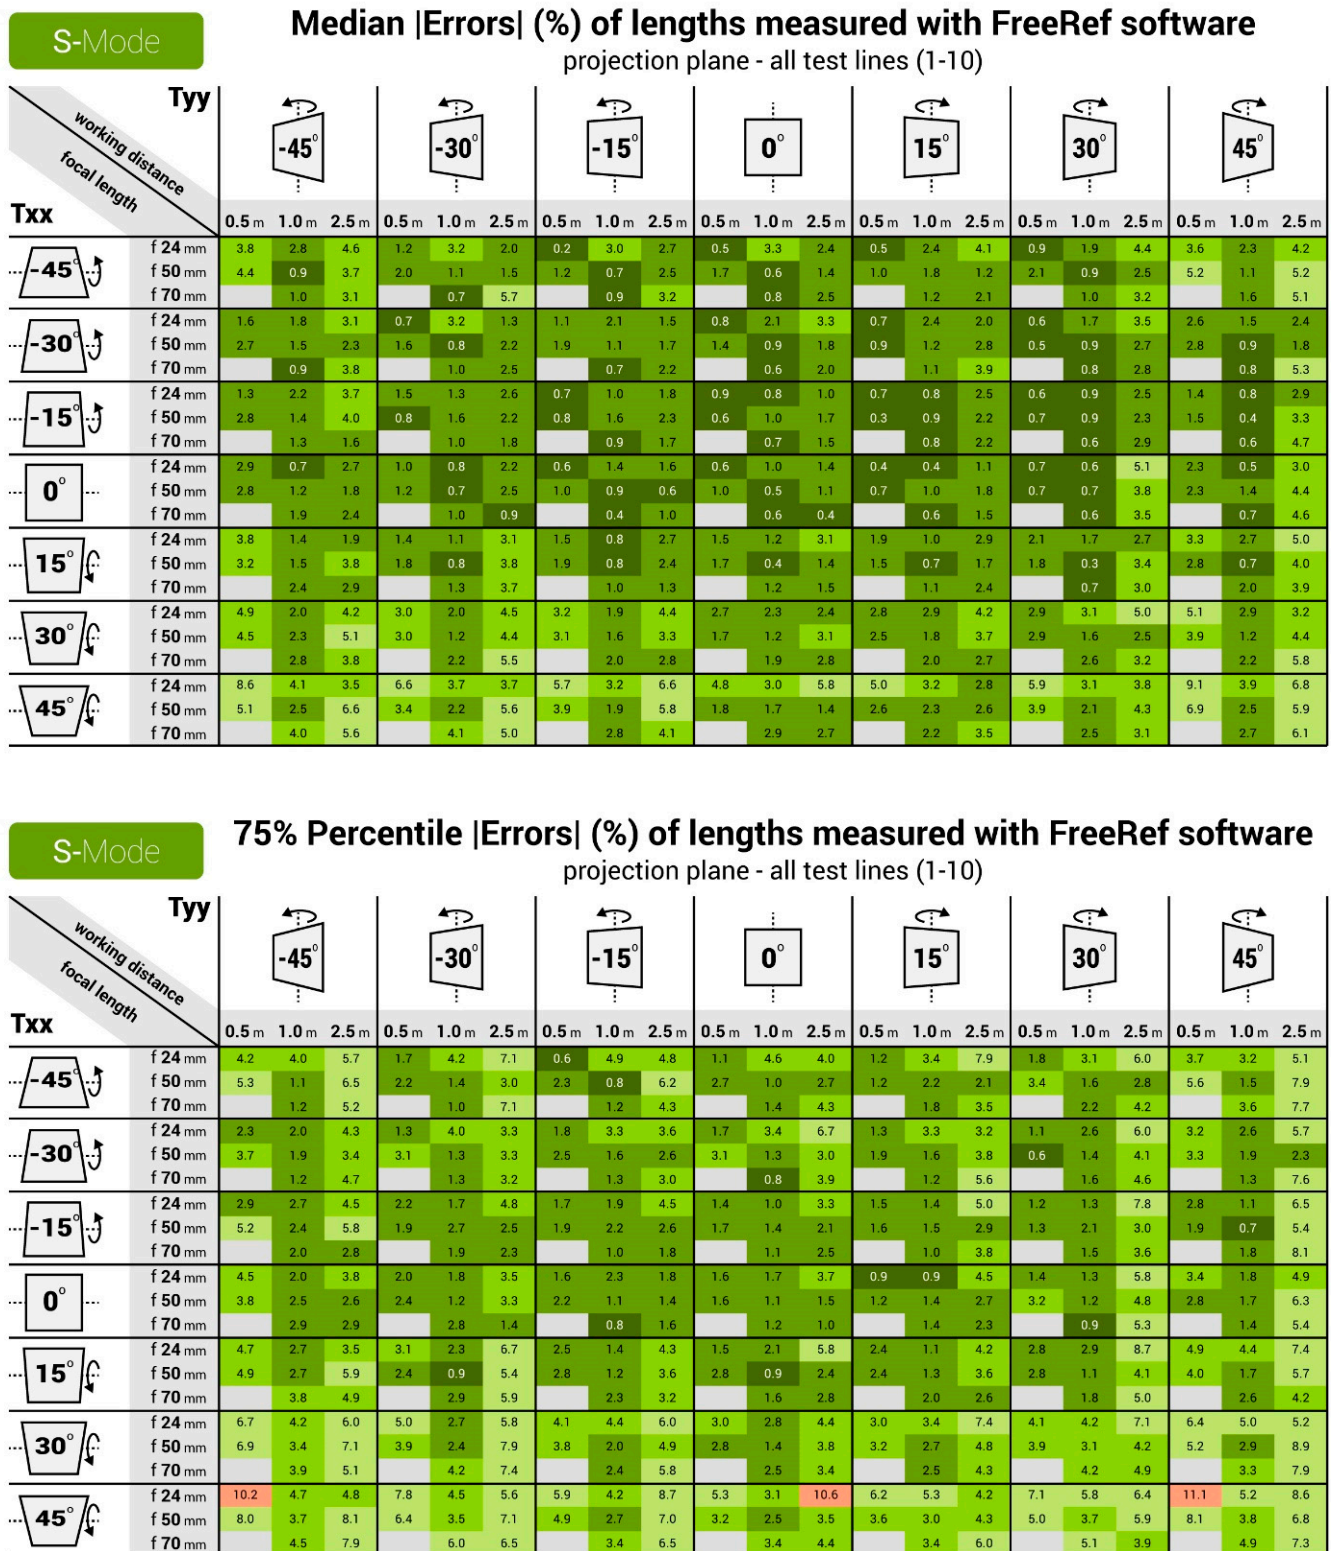 S-Mode
Median |Errors| (%) of lengths measured with FreeRef software
projection plane - all test lines (1-10)
Tyy
working distance
focal length
Txx
-45° -30° -15° 0° 15° 30° 45°
0.5 m 1.0 m 2.5 m 0.5 m 1.0 m 2.5 m 0.5 m 1.0 m 2.5 m 0.5 m 1.0 m 2.5 m 0.5 m 1.0 m 2.5 m 0.5 m 1.0 m 2.5 m 0.5 m 1.0 m 2.5 m
-45°
f 24 mm 3.8 2.8 4.6 1.2 3.2 2.0 0.2 3.0 2.7 0.5 3.3 2.4 0.5 2.4 4.1 0.9 1.9 4.4 3.6 2.3 4.2
f 50 mm 4.4 0.9 3.7 2.0 1.1 1.5 1.2 0.7 2.5 1.7 0.6 1.4 1.0 1.8 1.2 2.1 0.9 2.5 5.2 1.1 5.2
f 70 mm 1.0 3.1 0.7 5.7 0.9 3.2 0.8 2.5 1.2 2.1 1.0 3.2 1.6 5.1
-30°
f 24 mm 1.6 1.8 3.1 0.7 3.2 1.3 1.1 2.1 1.5 0.8 2.1 3.3 0.7 2.4 2.0 0.6 1.7 3.5 2.6 1.5 2.4
f 50 mm 2.7 1.5 2.3 1.6 0.8 2.2 1.9 1.1 1.7 1.4 0.9 1.8 0.9 1.2 2.8 0.5 0.9 2.7 2.8 0.9 1.8
f 70 mm 0.9 3.8 1.0 2.5 0.7 2.2 0.6 2.0 1.1 3.9 0.8 2.8 0.8 5.3
-15°
f 24 mm 1.3 2.2 3.7 1.5 1.3 2.6 0.7 1.0 1.8 0.9 0.8 1.0 0.7 0.8 2.5 0.6 0.9 2.5 1.4 0.8 2.9
f 50 mm 2.8 1.4 4.0 0.8 1.6 2.2 0.8 1.6 2.3 0.6 1.0 1.7 0.3 0.9 2.2 0.7 0.9 2.3 1.5 0.4 3.3
f 70 mm 1.3 1.6 1.0 1.8 0.9 1.7 0.7 1.5 0.8 2.2 0.6 2.9 0.6 4.7
0°
f 24 mm 2.9 0.7 2.7 1.0 0.8 2.2 0.6 1.4 1.6 0.6 1.0 1.4 0.4 0.4 1.1 0.7 0.6 5.1 2.3 0.5 3.0
f 50 mm 2.8 1.2 1.8 1.2 0.7 2.5 1.0 0.9 0.6 1.0 0.5 1.1 0.7 1.0 1.8 0.7 0.7 3.8 2.3 1.4 4.4
f 70 mm 1.9 2.4 1.0 0.9 0.4 1.0 0.6 0.4 0.6 1.5 0.6 3.5 0.7 4.6
15°
f 24 mm 3.8 1.4 1.9 1.4 1.1 3.1 1.5 0.8 2.7 1.5 1.2 3.1 1.9 1.0 2.9 2.1 1.7 2.7 3.3 2.7 5.0
f 50 mm 3.2 1.5 3.8 1.8 0.8 3.8 1.9 0.8 2.4 1.7 0.4 1.4 1.5 0.7 1.7 1.8 0.3 3.4 2.8 0.7 4.0
f 70 mm 2.4 2.9 1.3 3.7 1.0 1.3 1.2 1.5 1.1 2.4 0.7 3.0 2.0 3.9
30°
f 24 mm 4.9 2.0 4.2 3.0 2.0 4.5 3.2 1.9 4.4 2.7 2.3 2.4 2.8 2.9 4.2 2.9 3.1 5.0 5.1 2.9 3.2
f 50 mm 4.5 2.3 5.1 3.0 1.2 4.4 3.1 1.6 3.3 1.7 1.2 3.1 2.5 1.8 3.7 2.9 1.6 2.5 3.9 1.2 4.4
f 70 mm 2.8 3.8 2.2 5.5 2.0 2.8 1.9 2.8 2.0 2.7 2.6 3.2 2.2 5.8
45°
f 24 mm 8.6 4.1 3.5 6.6 3.7 3.7 5.7 3.2 6.6 4.8 3.0 5.8 5.0 3.2 2.8 5.9 3.1 3.8 9.1 3.9 6.8
f 50 mm 5.1 2.5 6.6 3.4 2.2 5.6 3.9 1.9 5.8 1.8 1.7 1.4 2.6 2.3 2.6 3.9 2.1 4.3 6.9 2.5 5.9
f 70 mm 4.0 5.6 4.1 5.0 2.8 4.1 2.9 2.7 2.2 3.5 2.5 3.1 2.7 6.1
S-Mode
75% Percentile |Errors| (%) of lengths measured with FreeRef software
projection plane - all test lines (1-10)
Tyy
working distance
focal length
Txx
-45° -30° -15° 0° 15° 30° 45°
0.5 m 1.0 m 2.5 m 0.5 m 1.0 m 2.5 m 0.5 m 1.0 m 2.5 m 0.5 m 1.0 m 2.5 m 0.5 m 1.0 m 2.5 m 0.5 m 1.0 m 2.5 m 0.5 m 1.0 m 2.5 m
-45°
f 24 mm 4.2 4.0 5.7 1.7 4.2 7.1 0.6 4.9 4.8 1.1 4.6 4.0 1.2 3.4 7.9 1.8 3.1 6.0 3.7 3.2 5.1
f 50 mm 5.3 1.1 6.5 2.2 1.4 3.0 2.3 0.8 6.2 2.7 1.0 2.7 1.2 2.2 2.1 3.4 1.6 2.8 5.6 1.5 7.9
f 70 mm 1.2 5.2 1.0 7.1 1.2 4.3 1.4 4.3 1.8 3.5 2.2 4.2 3.6 7.7
-30°
f 24 mm 2.3 2.0 4.3 1.3 4.0 3.3 1.8 3.3 3.6 1.7 3.4 6.7 1.3 3.3 3.2 1.1 2.6 6.0 3.2 2.6 5.7
f 50 mm 3.7 1.9 3.4 3.1 1.3 3.3 2.5 1.6 2.6 3.1 1.3 3.0 1.9 1.6 3.8 0.6 1.4 4.1 3.3 1.9 2.3
f 70 mm 1.2 4.7 1.3 3.2 1.3 3.0 0.8 3.9 1.2 5.6 1.6 4.6 1.3 7.6
-15°
f 24 mm 2.9 2.7 4.5 2.2 1.7 4.8 1.7 1.9 4.5 1.4 1.0 3.3 1.5 1.4 5.0 1.2 1.3 7.8 2.8 1.1 6.5
f 50 mm 5.2 2.4 5.8 1.9 2.7 2.5 1.9 2.2 2.6 1.7 1.4 2.1 1.6 1.5 2.9 1.3 2.1 3.0 1.9 0.7 5.4
f 70 mm 2.0 2.8 1.9 2.3 1.0 1.8 1.1 2.5 1.0 3.8 1.5 3.6 1.8 8.1
0°
f 24 mm 4.5 2.0 3.8 2.0 1.8 3.5 1.6 2.3 1.8 1.6 1.7 3.7 0.9 0.9 4.5 1.4 1.3 5.8 3.4 1.8 4.9
f 50 mm 3.8 2.5 2.6 2.4 1.2 3.3 2.2 1.1 1.4 1.6 1.1 1.5 1.2 1.4 2.7 3.2 1.2 4.8 2.8 1.7 6.3
f 70 mm 2.9 2.9 2.8 1.4 0.8 1.6 1.2 1.0 1.4 2.3 0.9 5.3 1.4 5.4
15°
f 24 mm 4.7 2.7 3.5 3.1 2.3 6.7 2.5 1.4 4.3 1.5 2.1 5.8 2.4 1.1 4.2 2.8 2.9 8.7 4.9 4.4 7.4
f 50 mm 4.9 2.7 5.9 2.4 0.9 5.4 2.8 1.2 3.6 2.8 0.9 2.4 2.4 1.3 3.6 2.8 1.1 4.1 4.0 1.7 5.7
f 70 mm 3.8 4.9 2.9 5.9 2.3 3.2 1.6 2.8 2.0 2.6 1.8 5.0 2.6 4.2
30°
f 24 mm 6.7 4.2 6.0 5.0 2.7 5.8 4.1 4.4 6.0 3.0 2.8 4.4 3.0 3.4 7.4 4.1 4.2 7.1 6.4 5.0 5.2
f 50 mm 6.9 3.4 7.1 3.9 2.4 7.9 3.8 2.0 4.9 2.8 1.4 3.8 3.2 2.7 4.8 3.9 3.1 4.2 5.2 2.9 8.9
f 70 mm 3.9 5.1 4.2 7.4 2.4 5.8 2.5 3.4 2.5 4.3 4.2 4.9 3.3 7.9
45°
f 24 mm 10.2 4.7 4.8 7.8 4.5 5.6 5.9 4.2 8.7 5.3 3.1 10.6 6.2 5.3 4.2 7.1 5.8 6.4 11.1 5.2 8.6
f 50 mm 8.0 3.7 8.1 6.4 3.5 7.1 4.9 2.7 7.0 3.2 2.5 3.5 3.6 3.0 4.3 5.0 3.7 5.9 8.1 3.8 6.8
f 70 mm 4.5 7.9 6.0 6.5 3.4 6.5 3.4 4.4 3.4 6.0 5.1 3.9 4.9 7.3